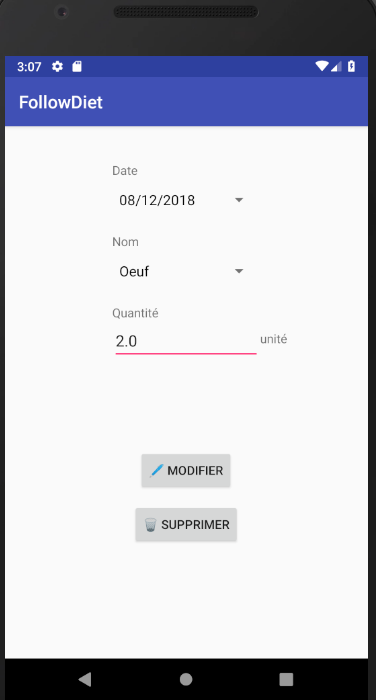 3:07
FollowDiet
Date
08/12/2018
Nom
Oeuf
Quantité
2.0 unité
MODIFIER
SUPPRIMER